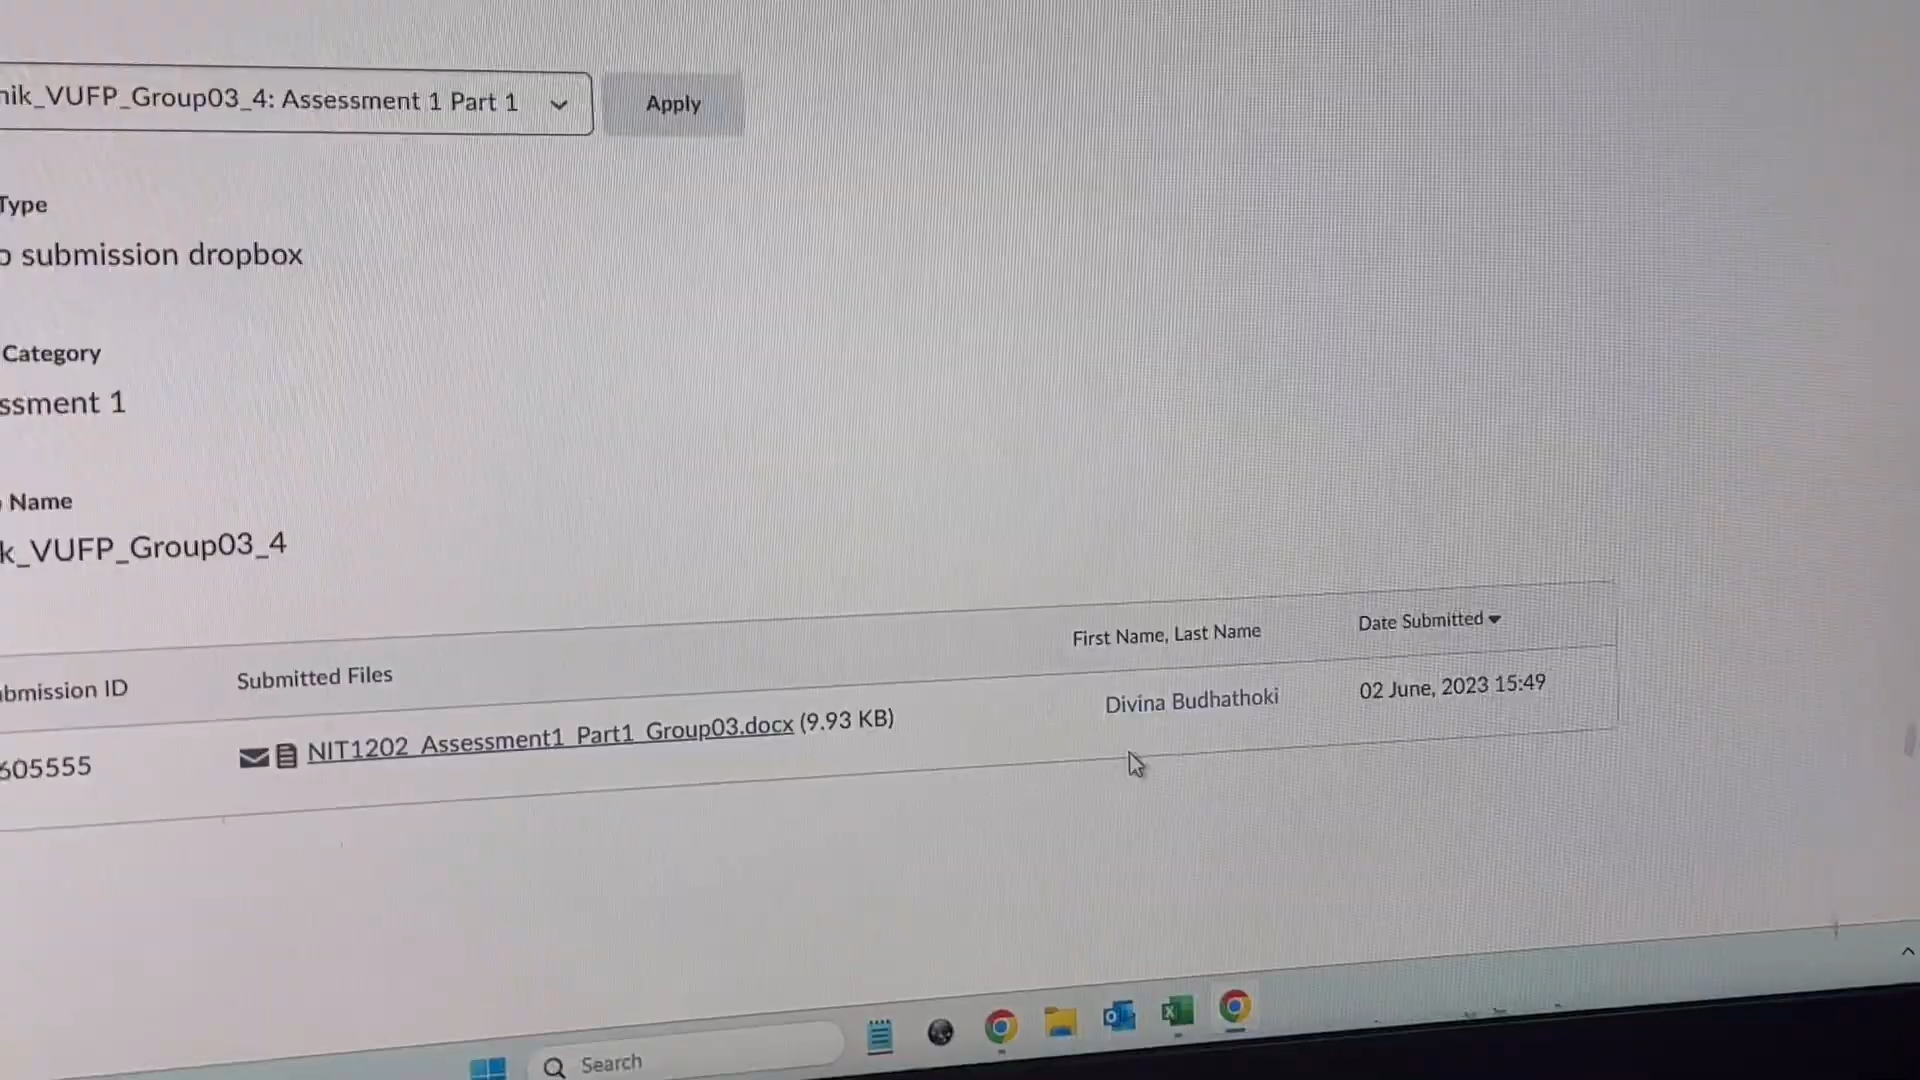 nik_VUFP_Group03_4: Assessment 1 Part 1
Apply
Type
submission dropbox
Category
ssment 1
Name
k_VUFP_Group03_4
bmission ID
Submitted Files
First Name, Last Name
Date Submitted
605555
NIT1202_Assessment1_Part1_Group03.docx (9.93 KB)
Divina Budhathoki
02 June, 2023 15:49
Search